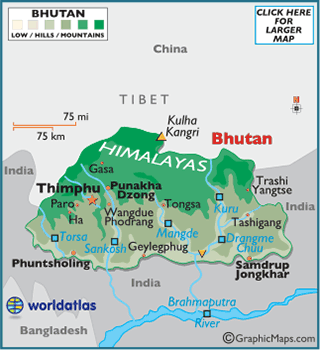 BHUTAN
LOW / HILLS / MOUNTAINS
CLICK HERE
FOR
LARGER
MAP
China
TIBET
75 mi
75 km
Kulha
Kangri
Bhutan
HIMALAYAS
India
Gasa
Thimphu
Punakha
Dzong
Trashi
Yangtse
India
Paro
Ha
Wangdue
Phodrang
Tongsa
Kuru
Tashigang
Torsa
Sankosh
Mangde
Drangme
Chuu
Geylegphug
Phuntsholing
Samdrup
Jongkhar
India
worldatlas
Brahmaputra
River
Bangladesh
©GraphicMaps.com